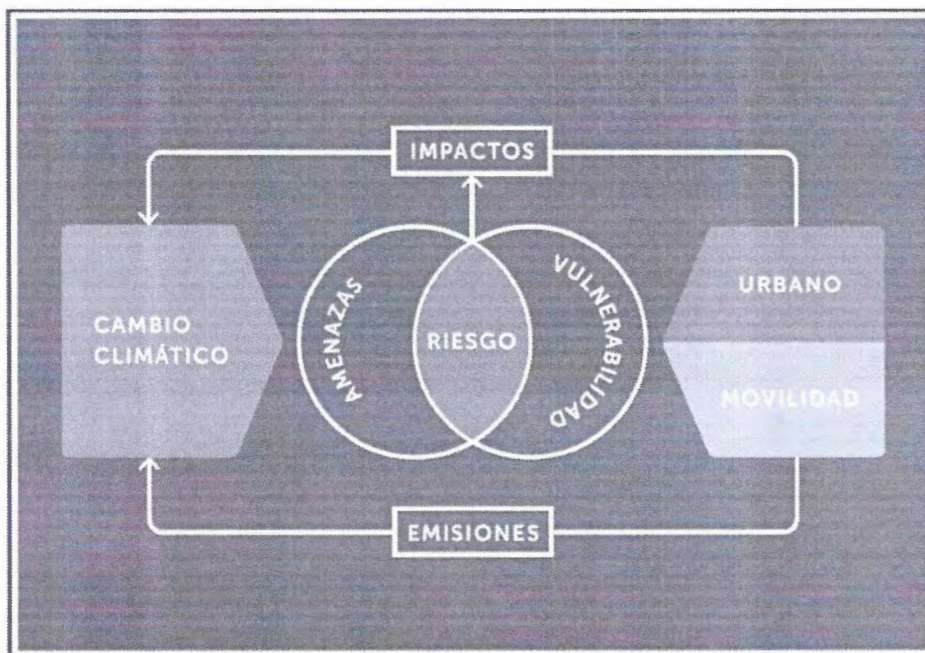 IMPACTOS
CAMBIO
CLIMÁTICO
AMENAZAS
RIESGO
VULNERABILIDAD
URBANO
MOVILIDAD
EMISIONES